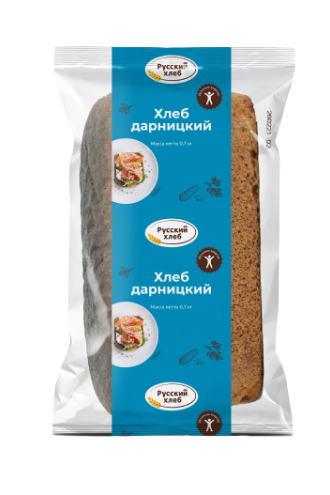 Русский
хлеб
Хлеб
дарницкий
Масса нетто 0,7 кг
Русский
хлеб
Хлеб
дарницкий
Масса нетто 0,7 кг
Русский
хлеб